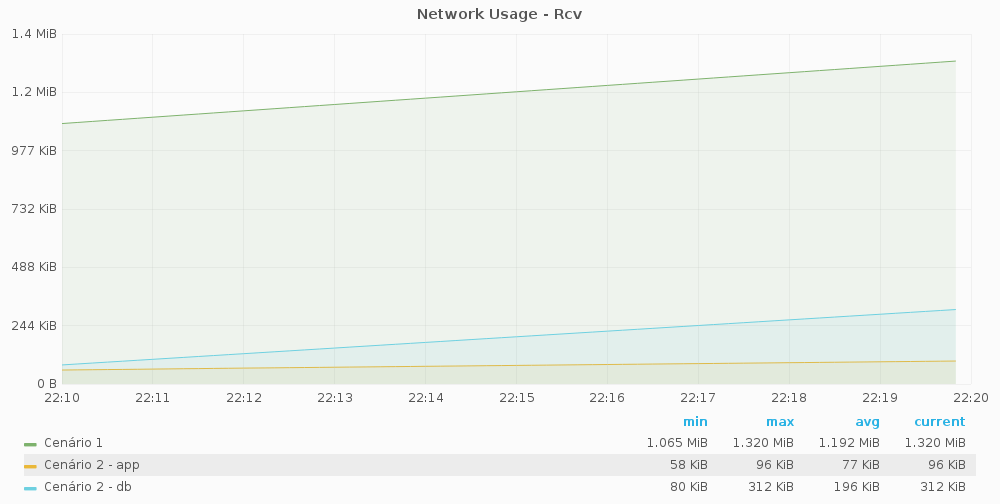 Network Usage - Rcv
1.4 MiB
1.2 MiB
977 KiB
732 KiB
488 KiB
244 KiB
0 B
22:10 22:11 22:12 22:13 22:14 22:15 22:16 22:17 22:18 22:19 22:20
min max avg current
Cenário 1 1.065 MiB 1.320 MiB 1.192 MiB 1.320 MiB
Cenário 2 - app 58 KiB 96 KiB 77 KiB 96 KiB
Cenário 2 - db 80 KiB 312 KiB 196 KiB 312 KiB